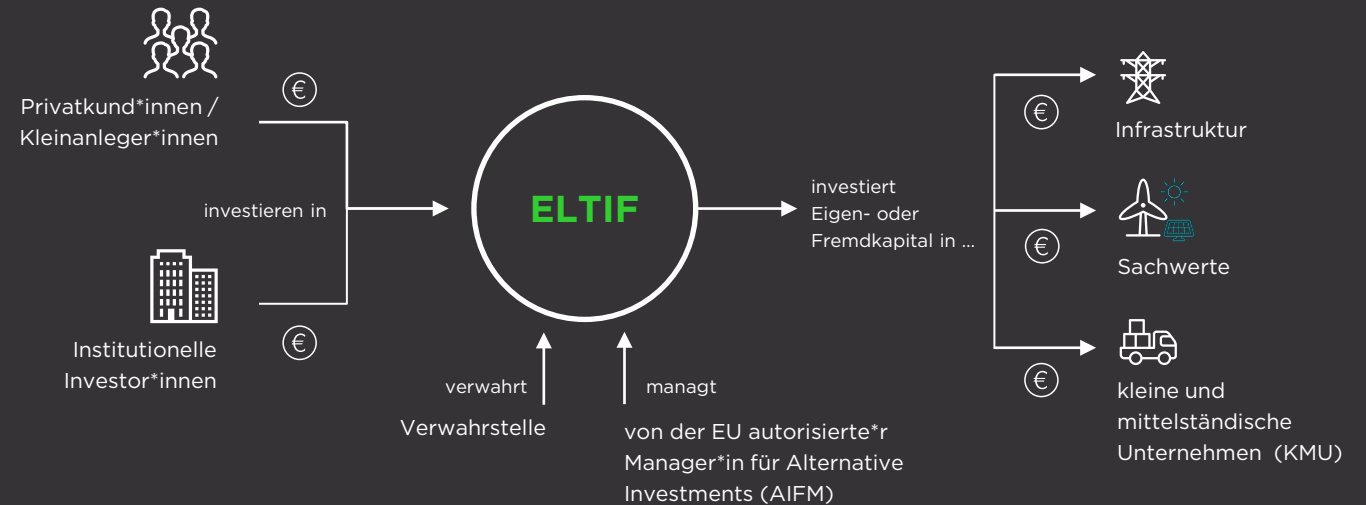 Privatkund*innen /
Kleinanleger*innen
€
investieren in
€
Institutionelle
Investor*innen
ELTIF
verwahrt
Verwahrstelle
managt
von der EU autorisierte*r
Manager*in für Alternative
Investments (AIFM)
investiert
Eigen- oder
Fremdkapital in ...
€
Infrastruktur
€
Sachwerte
€
kleine und
mittelständische
Unternehmen (KMU)